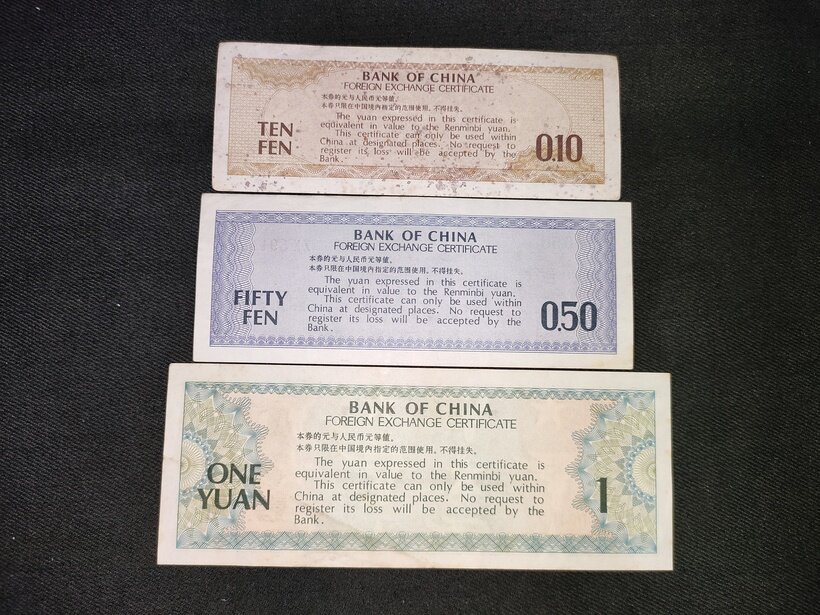 BANK OF CHINA
FOREIGN EXCHANGE CERTIFICATE
本券的元与人民币元等值。
本券只限在中国境内指定的范围使用，不得挂失。
The yuan expressed in this certificate is
equivalent in value to the Renminbi yuan.
This certificate can only be used within
China at designated places. No request to
register its loss will be accepted by the
Bank.
TEN
FEN
0.10
BANK OF CHINA
FOREIGN EXCHANGE CERTIFICATE
本券的元与人民币元等值。
本券只限在中国境内指定的范围使用，不得挂失。
The yuan expressed in this certificate is
equivalent in value to the Renminbi yuan.
This certificate can only be used within
China at designated places. No request to
register its loss will be accepted by the
Bank.
FIFTY
FEN
0.50
BANK OF CHINA
FOREIGN EXCHANGE CERTIFICATE
本券的元与人民币元等值。
本券只限在中国境内指定的范围使用，不得挂失。
The yuan expressed in this certificate is
equivalent in value to the Renminbi yuan.
This certificate can only be used within
China at designated places. No request to
register its loss will be accepted by the
Bank.
ONE
YUAN
1